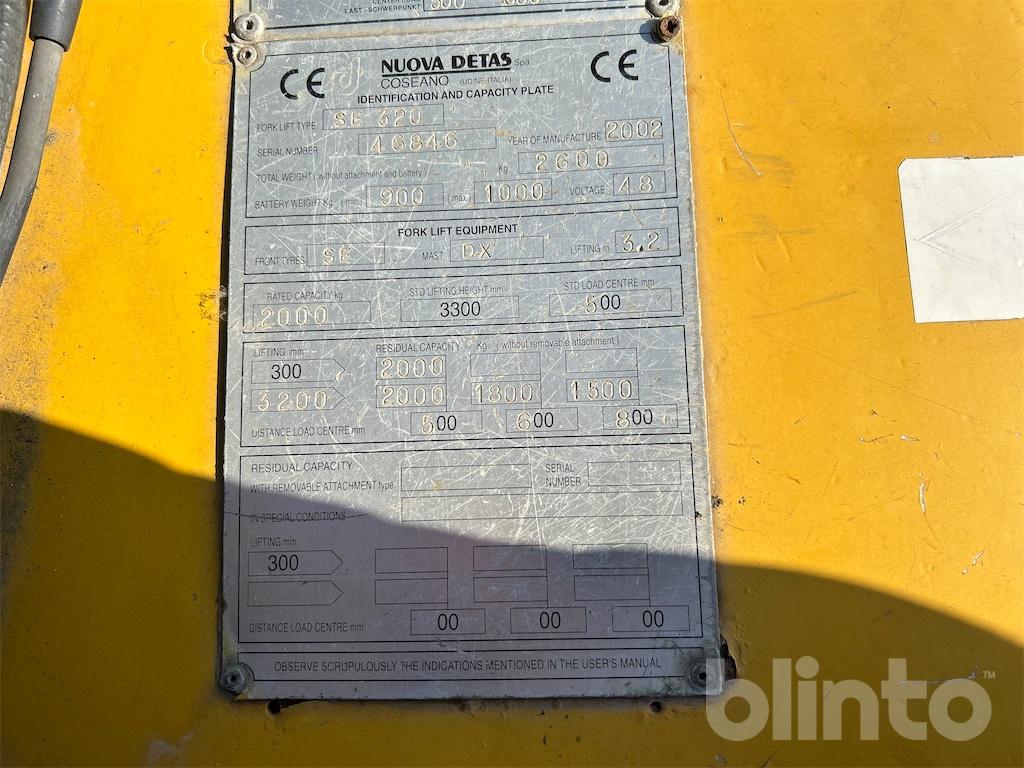 LAST - SCHWERPUNKT 500 600
NUOVA DETAS Spa
CE CE
COSEANO (UDINE-ITALIA)
IDENTIFICATION AND CAPACITY PLATE
FORK LIFT TYPE SE 320
SERIAL NUMBER 46846 YEAR OF MANUFACTURE 2002
TOTAL WEIGHT ( without attachment and battery ) Kg 2600
BATTERY WEIGHT Kg ( min ) 900 ( max ) 1000 VOLTAGE 48
FORK LIFT EQUIPMENT
FRONT TYRES SE MAST DX LIFTING m 3.2
RATED CAPACITY kg STD LIFTING HEIGHT mm STD LOAD CENTRE mm
2000 3300 500
LIFTING mm RESIDUAL CAPACITY Kg ( without removable attachment )
300 2000
3200 2000 1800 1500
DISTANCE LOAD CENTRE mm 500 600 800
RESIDUAL CAPACITY SERIAL
WITH REMOVABLE ATTACHMENT type NUMBER
IN SPECIAL CONDITIONS
LIFTING mm
300
DISTANCE LOAD CENTRE mm 00 00 00
OBSERVE SCRUPULOUSLY THE INDICATIONS MENTIONED IN THE USER'S MANUAL
blinto™